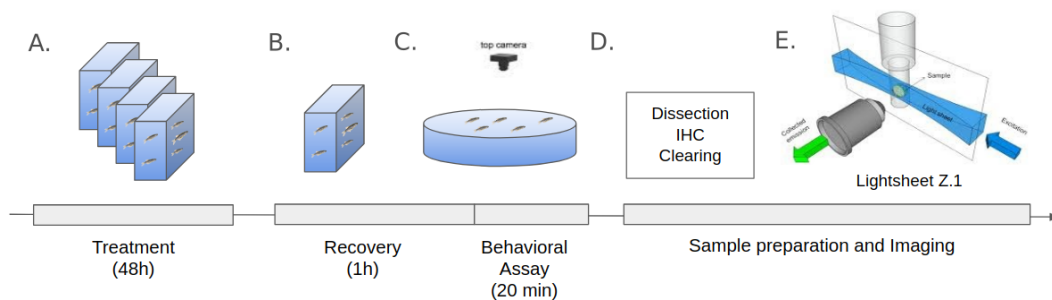 A.
B.
C.
D.
E.
top camera
Dissection
IHC
Clearing
Sample
Light sheet
Collected
emission
Excitation
Lightsheet Z.1
Treatment
(48h)
Recovery
(1h)
Behavioral
Assay
(20 min)
Sample preparation and Imaging